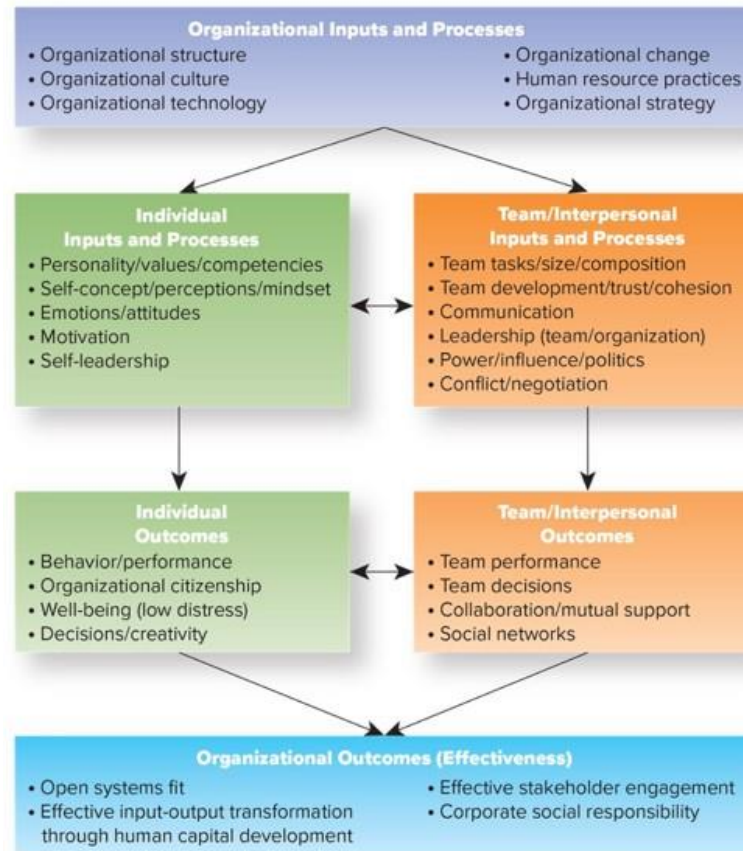 Organizational Inputs and Processes
• Organizational structure
• Organizational culture
• Organizational technology
• Organizational change
• Human resource practices
• Organizational strategy
Individual
Inputs and Processes
• Personality/values/competencies
• Self-concept/perceptions/mindset
• Emotions/attitudes
• Motivation
• Self-leadership
Team/Interpersonal
Inputs and Processes
• Team tasks/size/composition
• Team development/trust/cohesion
• Communication
• Leadership (team/organization)
• Power/influence/politics
• Conflict/negotiation
Individual
Outcomes
• Behavior/performance
• Organizational citizenship
• Well-being (low distress)
• Decisions/creativity
Team/Interpersonal
Outcomes
• Team performance
• Team decisions
• Collaboration/mutual support
• Social networks
Organizational Outcomes (Effectiveness)
• Open systems fit
• Effective input-output transformation
through human capital development
• Effective stakeholder engagement
• Corporate social responsibility